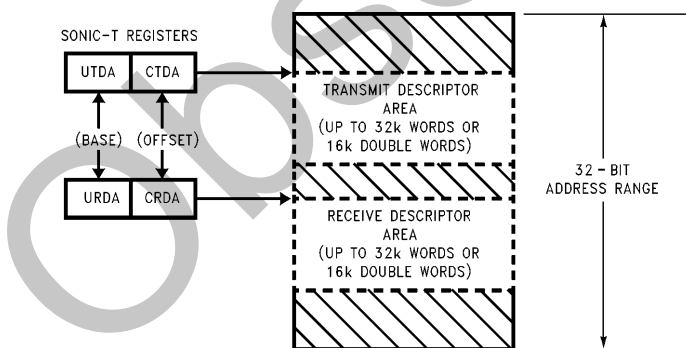 SONIC-T REGISTERS
UTDA CTDA
(BASE) (OFFSET)
URDA CRDA
TRANSMIT DESCRIPTOR
AREA
(UP TO 32k WORDS OR
16k DOUBLE WORDS)
RECEIVE DESCRIPTOR
AREA
(UP TO 32k WORDS OR
16k DOUBLE WORDS)
32-BIT
ADDRESS RANGE
Obs